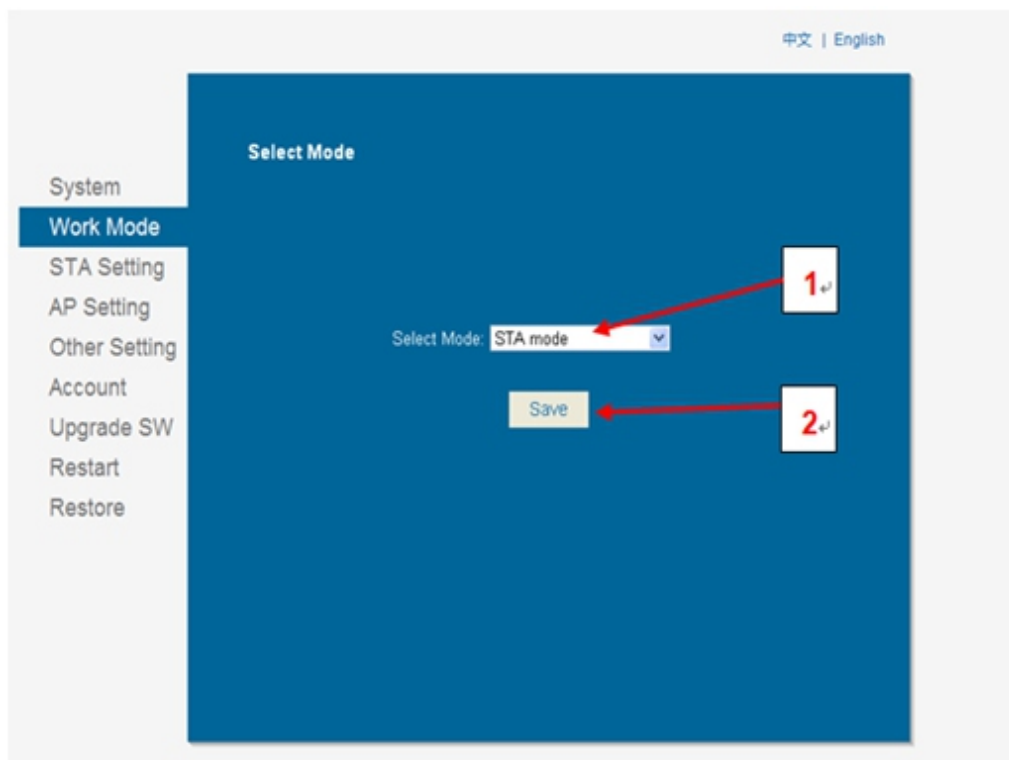 中文 | English
Select Mode
System
Work Mode
STA Setting
AP Setting
Other Setting
Account
Upgrade SW
Restart
Restore
Select Mode: STA mode
Save
1
2